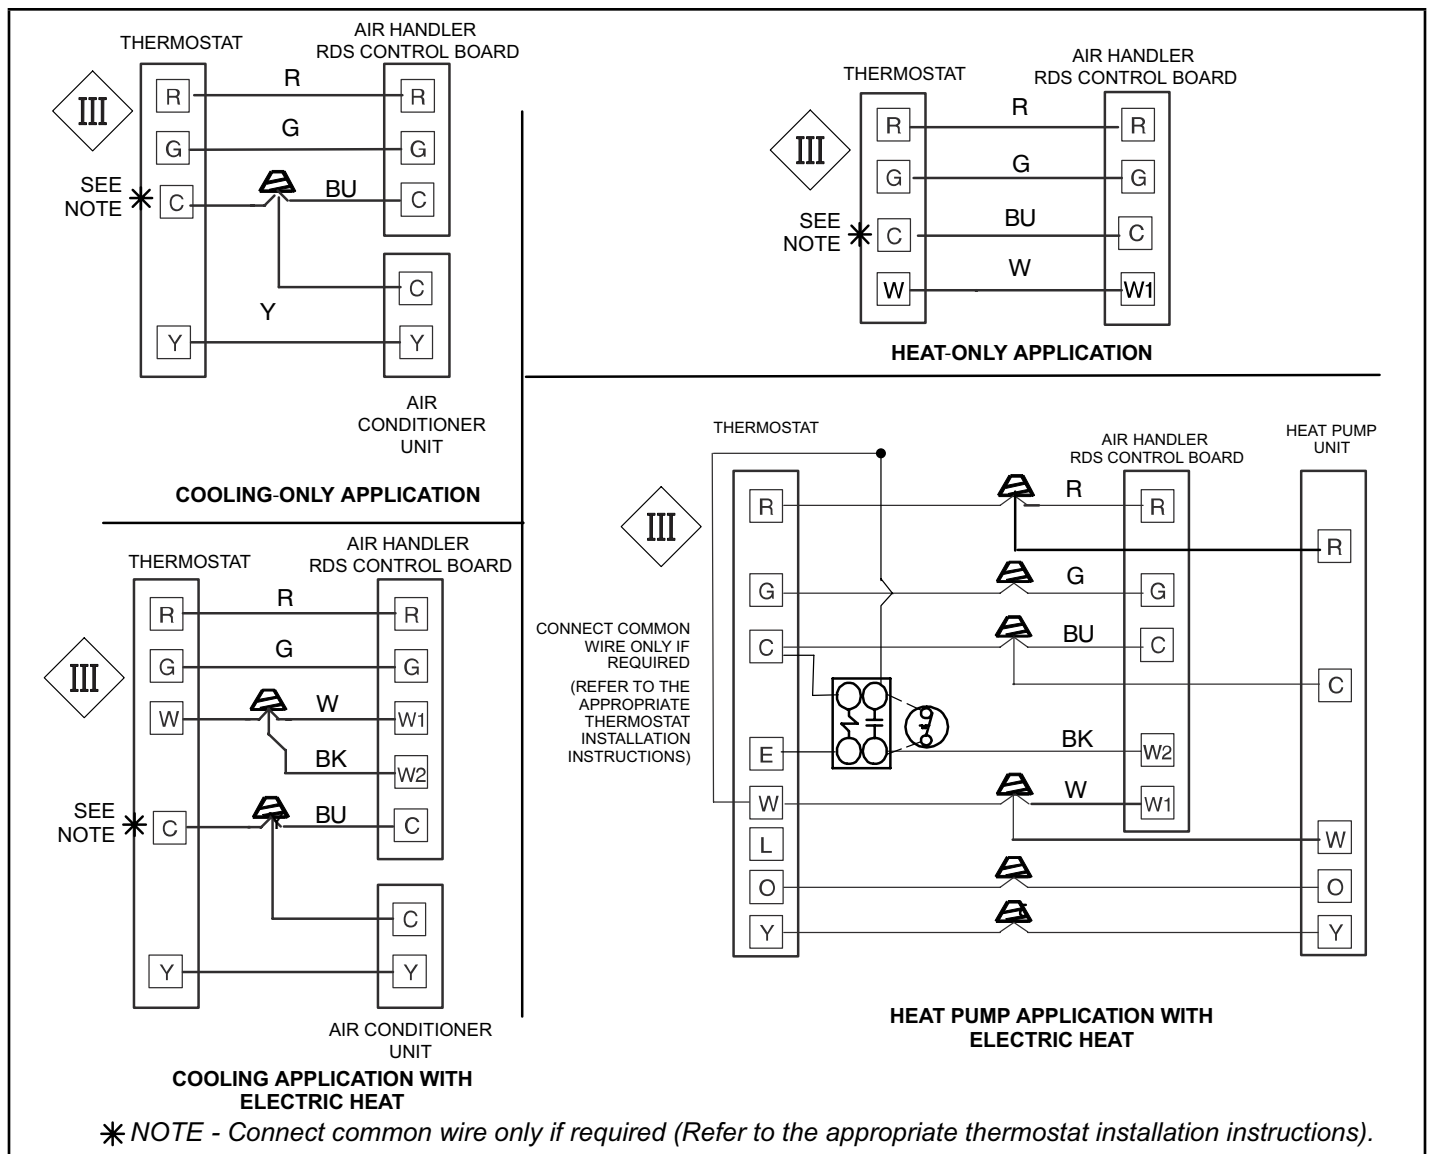 THERMOSTAT
AIR HANDLER
RDS CONTROL BOARD
III
R
R
R
G
G
G
SEE
NOTE
* C
BU
C
C
Y
Y
Y
AIR
CONDITIONER
UNIT
COOLING-ONLY APPLICATION
THERMOSTAT
AIR HANDLER
RDS CONTROL BOARD
III
R
R
R
G
G
G
SEE
NOTE
* C
BU
C
W
W
W1
HEAT-ONLY APPLICATION
THERMOSTAT
AIR HANDLER
RDS CONTROL BOARD
III
R
R
R
G
G
G
W
W
W1
BK
W2
SEE
NOTE
* C
BU
C
C
Y
Y
AIR CONDITIONER
UNIT
COOLING APPLICATION WITH
ELECTRIC HEAT
THERMOSTAT
AIR HANDLER
RDS CONTROL BOARD
HEAT PUMP
UNIT
III
R
R
R
R
G
G
G
CONNECT COMMON
WIRE ONLY IF
REQUIRED
(REFER TO THE
APPROPRIATE
THERMOSTAT
INSTALLATION
INSTRUCTIONS)
C
BU
C
C
E
BK
W2
W
W
W1
W
L
O
O
Y
Y
HEAT PUMP APPLICATION WITH
ELECTRIC HEAT
* NOTE - Connect common wire only if required (Refer to the appropriate thermostat installation instructions).